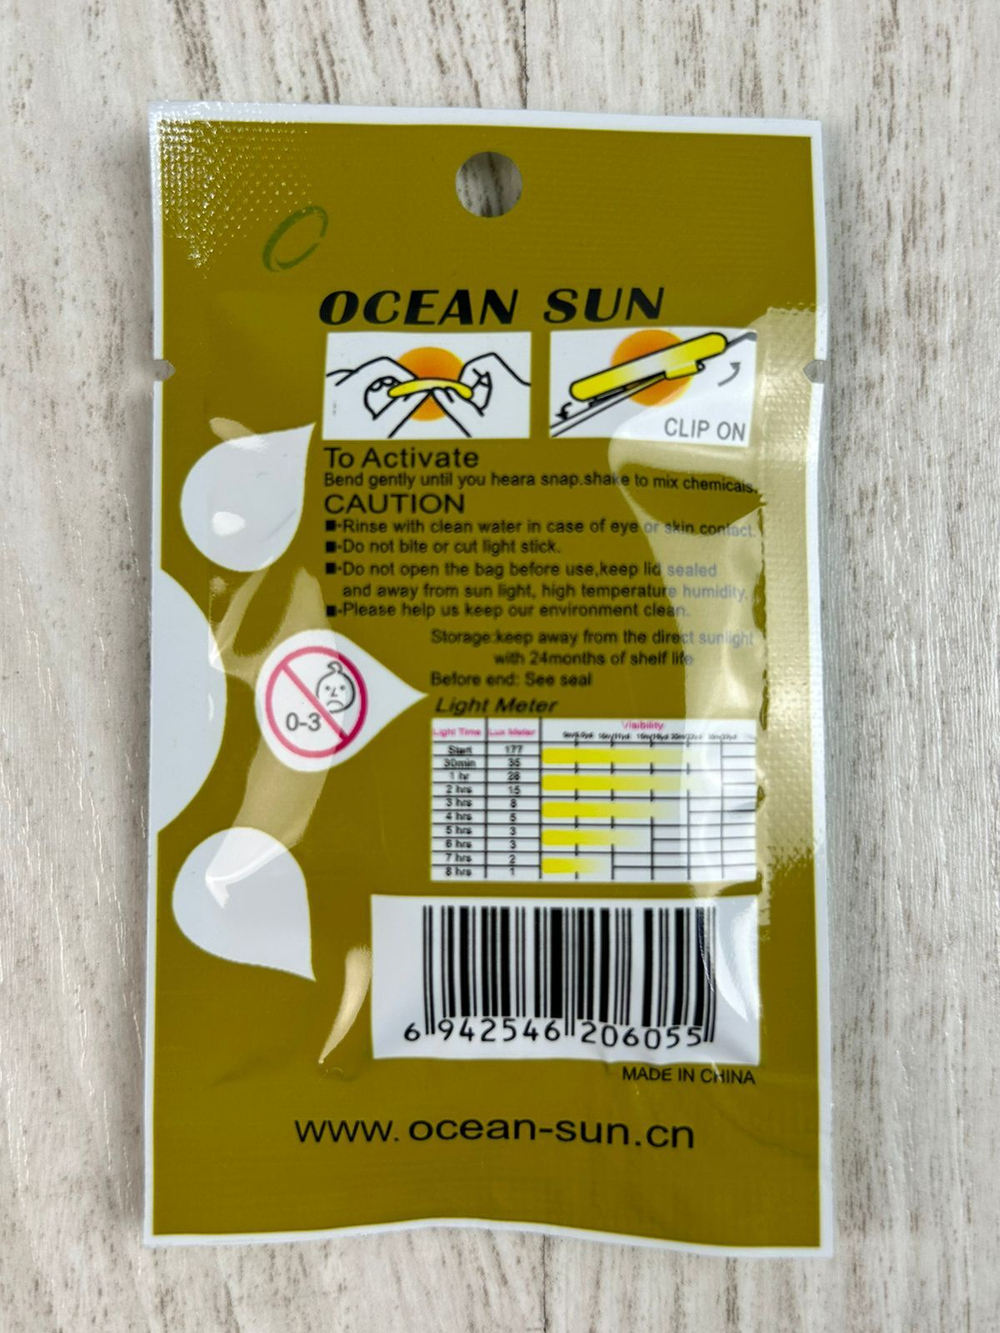 OCEAN SUN
CLIP ON
To Activate
Bend gently until you heara snap.shake to mix chemicals.
CAUTION
■·Rinse with clean water in case of eye or skin contact.
■·Do not bite or cut light stick.
■·Do not open the bag before use,keep lid sealed
and away from sun light, high temperature humidity.
■·Please help us keep our environment clean.
Storage:keep away from the direct sunlight
with 24months of shelf life
Before end: See seal
0-3
Light Meter
Light Time Lux Meter Visibility
Start 177
30min 35
1 hr 28
2 hrs 15
3 hrs 8
4 hrs 5
5 hrs 3
6 hrs 3
7 hrs 2
8 hrs 1
6 942546 206055
MADE IN CHINA
www.ocean-sun.cn